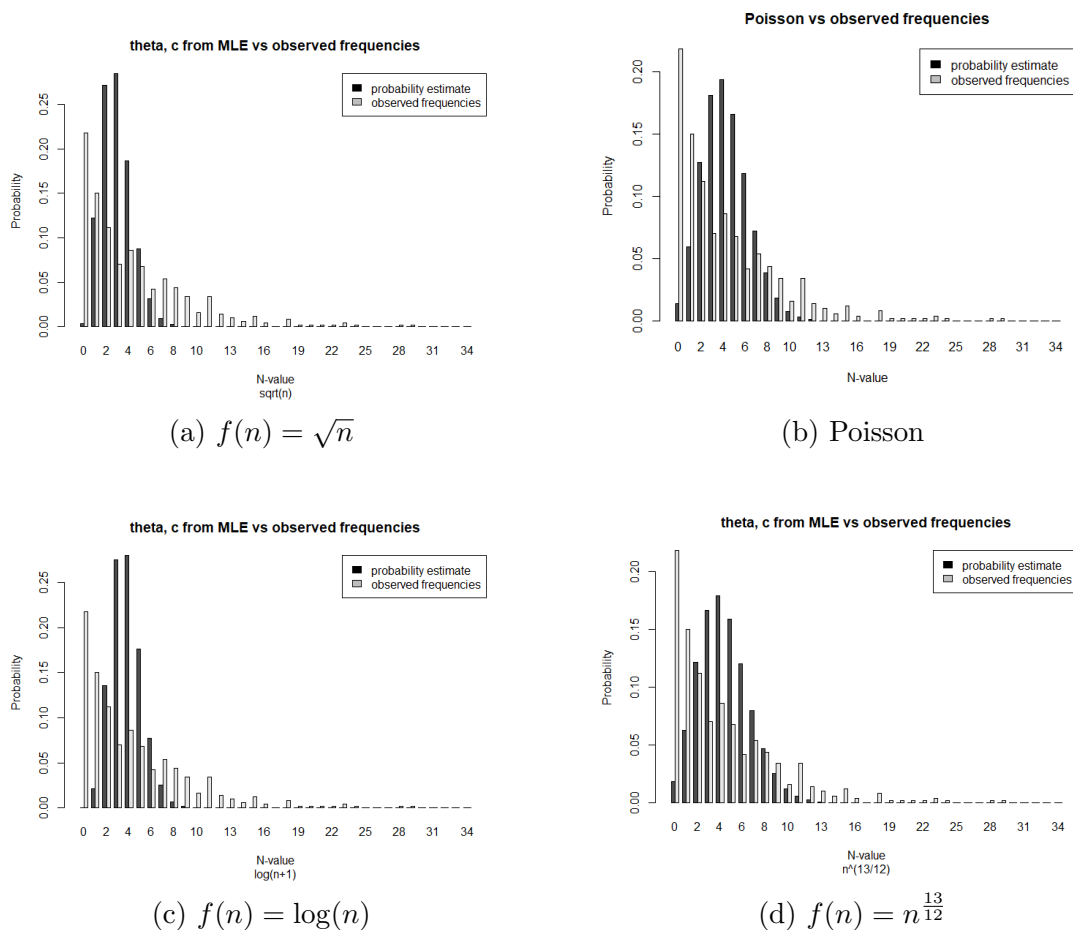 theta, c from MLE vs observed frequencies
probability estimate
observed frequencies
Probability
0.00 0.05 0.10 0.15 0.20 0.25
0 2 4 6 8 10 13 16 19 22 25 28 31 34
N-value
sqrt(n)
(a) $f(n) = \sqrt{n}$
Poisson vs observed frequencies
probability estimate
observed frequencies
Probability
0.00 0.05 0.10 0.15 0.20
0 2 4 6 8 10 13 16 19 22 25 28 31 34
N-value
(b) Poisson
theta, c from MLE vs observed frequencies
probability estimate
observed frequencies
Probability
0.00 0.05 0.10 0.15 0.20 0.25
0 2 4 6 8 10 13 16 19 22 25 28 31 34
N-value
log(n+1)
(c) $f(n) = \log(n)$
theta, c from MLE vs observed frequencies
probability estimate
observed frequencies
Probability
0.00 0.05 0.10 0.15 0.20
0 2 4 6 8 10 13 16 19 22 25 28 31 34
N-value
n^(13/12)
(d) $f(n) = n^{\frac{13}{12}}$